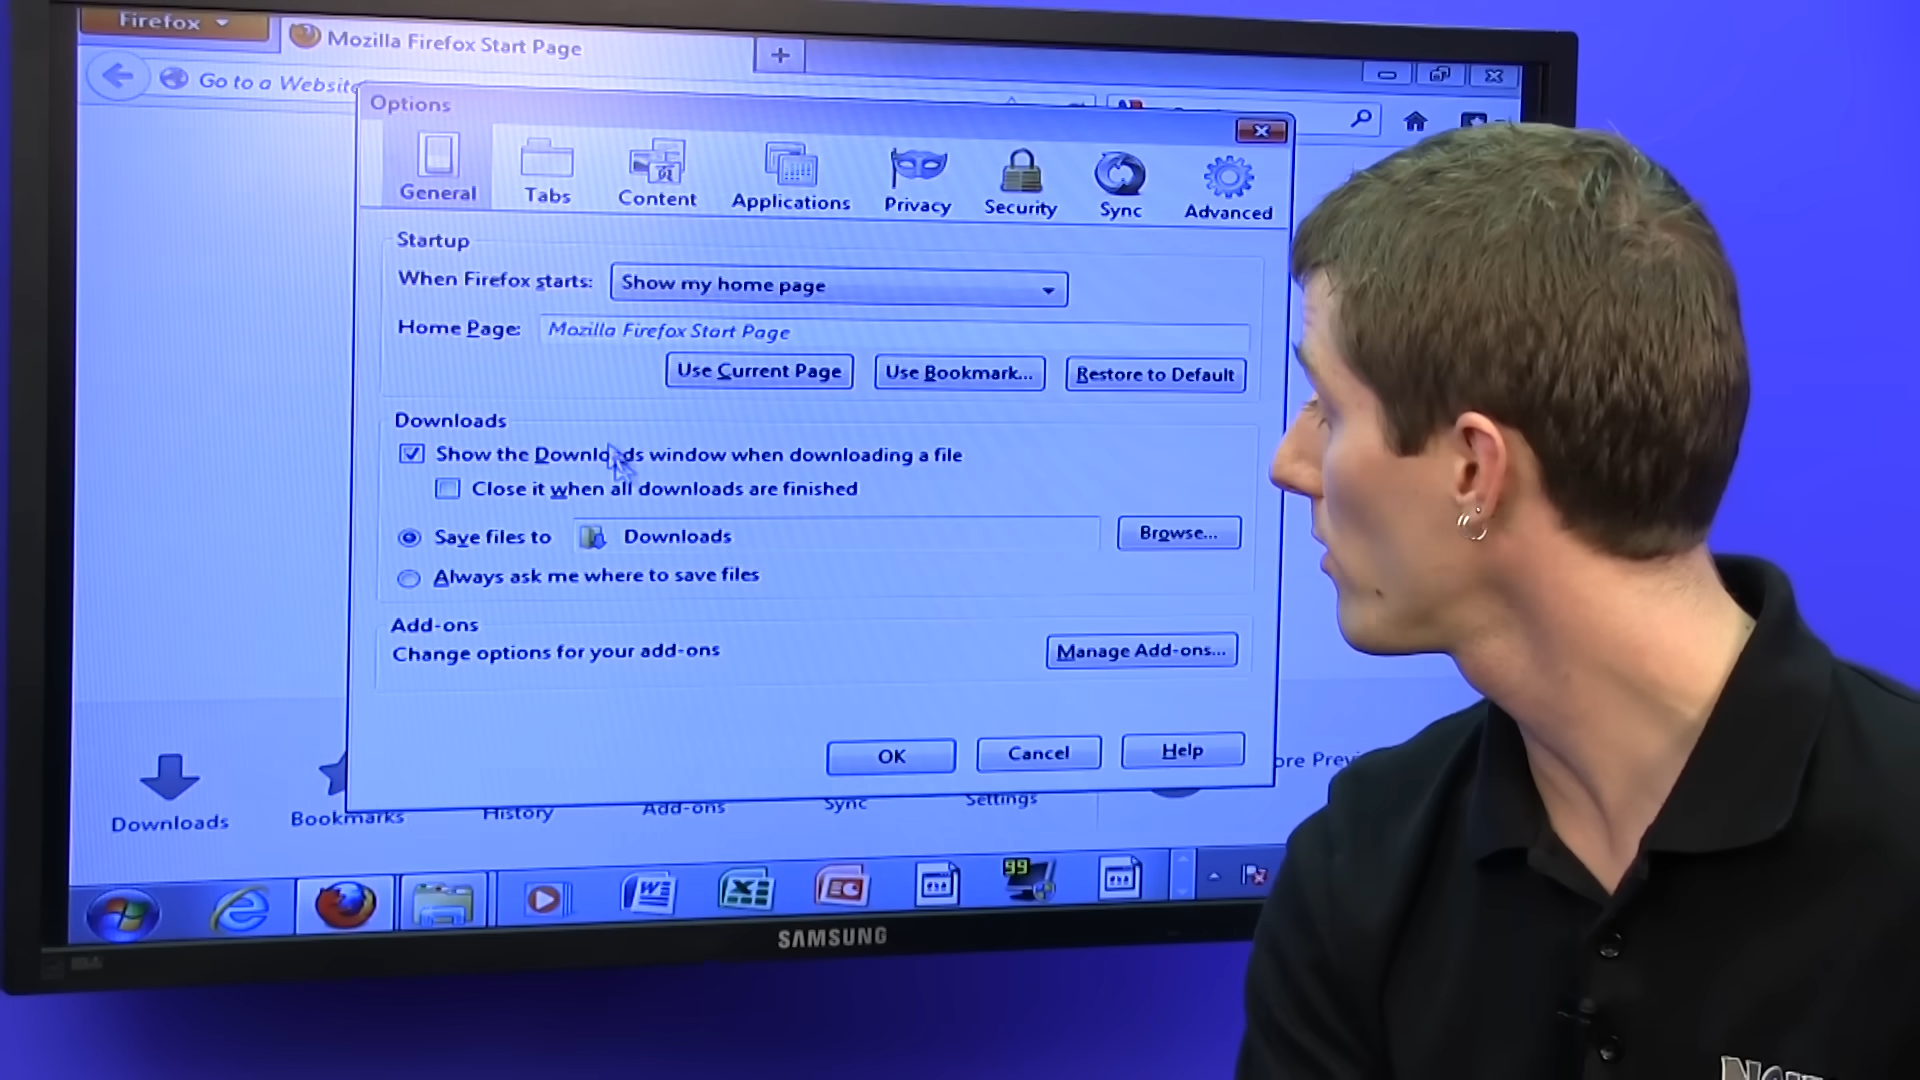 Firefox
Mozilla Firefox Start Page
+
Go to a Website
Options
General
Tabs
Content
Applications
Privacy
Security
Sync
Advanced
Startup
When Firefox starts:
Show my home page
Home Page:
Mozilla Firefox Start Page
Use Current Page
Use Bookmark...
Restore to Default
Downloads
Show the Downloads window when downloading a file
Close it when all downloads are finished
Save files to
Downloads
Browse...
Always ask me where to save files
Add-ons
Change options for your add-ons
Manage Add-ons...
OK
Cancel
Help
Downloads
Bookmarks
History
Add-ons
Sync
Settings
ore Prev
99
SAMSUNG